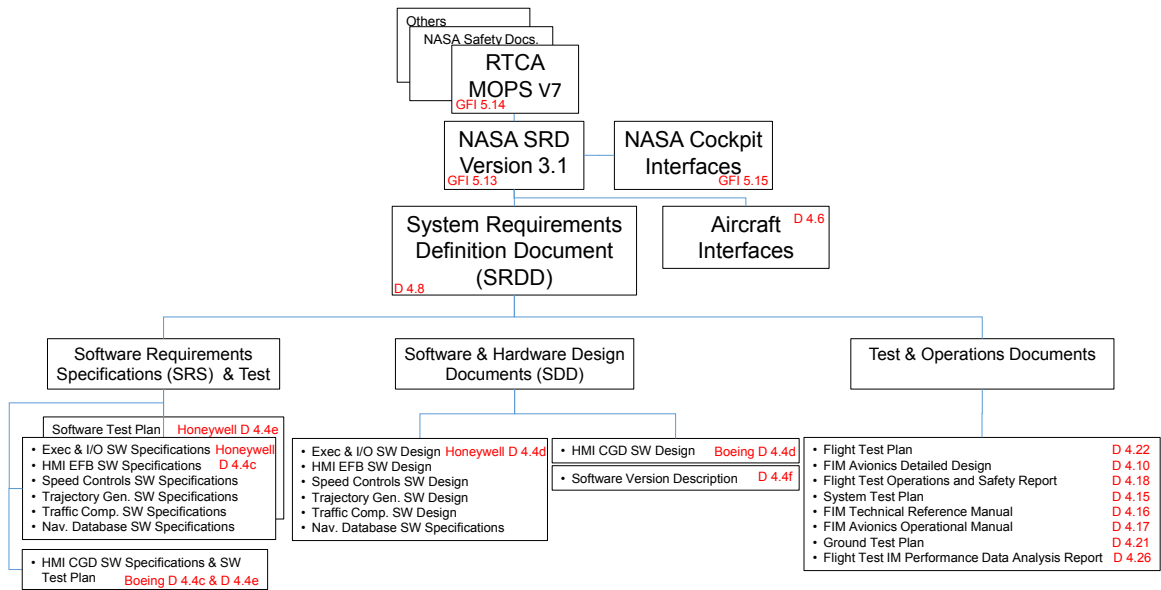 Others
NASA Safety Docs.
RTCA
MOPS V7
GFI 5.14
NASA SRD
Version 3.1
GFI 5.13
NASA Cockpit
Interfaces
GFI 5.15
System Requirements
Definition Document
(SRDD)
D 4.8
Aircraft
Interfaces
D 4.6
Software Requirements
Specifications (SRS) & Test
Software & Hardware Design
Documents (SDD)
Test & Operations Documents
Software Test Plan Honeywell D 4.4e
• Exec & I/O SW Specifications Honeywell
• HMI EFB SW Specifications D 4.4c
• Speed Controls SW Specifications
• Trajectory Gen. SW Specifications
• Traffic Comp. SW Specifications
• Nav. Database SW Specifications
• HMI CGD SW Specifications & SW
Test Plan Boeing D 4.4c & D 4.4e
• Exec & I/O SW Design Honeywell D 4.4d
• HMI EFB SW Design
• Speed Controls SW Design
• Trajectory Gen. SW Design
• Traffic Comp. SW Design
• Nav. Database SW Specifications
• HMI CGD SW Design Boeing D 4.4d
• Software Version Description D 4.4f
• Flight Test Plan D 4.22
• FIM Avionics Detailed Design D 4.10
• Flight Test Operations and Safety Report D 4.18
• System Test Plan D 4.15
• FIM Technical Reference Manual D 4.16
• FIM Avionics Operational Manual D 4.17
• Ground Test Plan D 4.21
• Flight Test IM Performance Data Analysis Report D 4.26